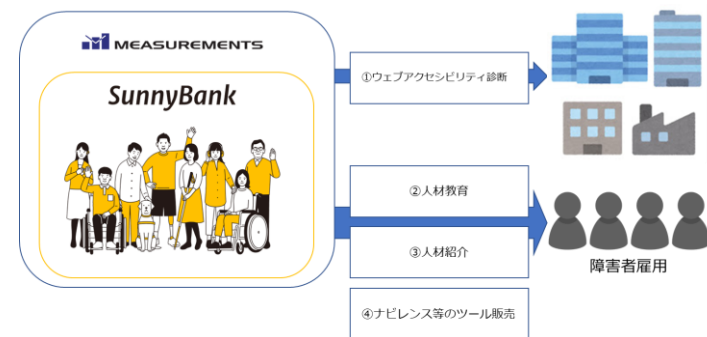 MEASUREMENTS
SunnyBank
①ウェブアクセシビリティ診断
②人材教育
③人材紹介
④ナビレンス等のツール販売
障害者雇用